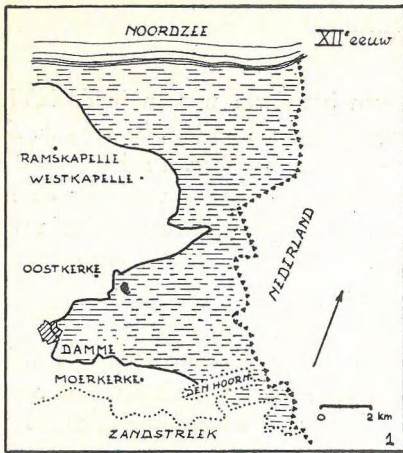 NOORDZEE
XIIe eeuw
RAMSKAPELLE
WESTKAPELLE
NEDERLAND
OOSTKERKE
DAMME
MOERKERKE
DEN HOORN
ZANDSTREEK
0 2 km
1